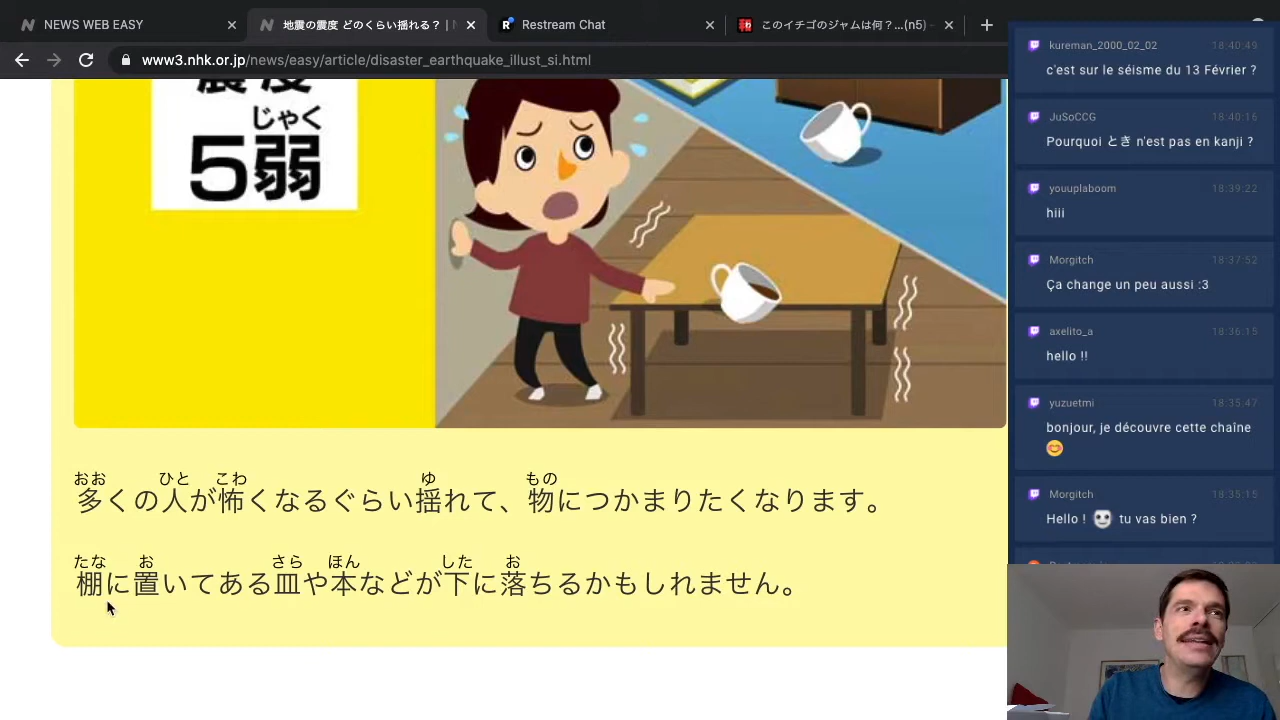 NEWS WEB EASY
地震の震度 どのくらい揺れる？ | N
Restream Chat
このイチゴのジャムは何？...(n5)
www3.nhk.or.jp/news/easy/article/disaster_earthquake_illust_si.html
震度
じゃく
5弱
おお ひと こわ ゆ もの
多くの人が怖くなるぐらい揺れて、物につかまりたくなります。
たな お さら ほん した お
棚に置いてある皿や本などが下に落ちるかもしれません。
kureman_2000_02_02 18:40:49
c'est sur le séisme du 13 Février ?
JuSoCCG 18:40:16
Pourquoi とき n'est pas en kanji ?
youuplaboom 18:39:22
hiii
Morgitch 18:37:52
Ça change un peu aussi :3
axelito_a 18:36:15
hello !!
yuzuetmi 18:35:47
bonjour, je découvre cette chaîne
Morgitch 18:35:15
Hello ! tu vas bien ?